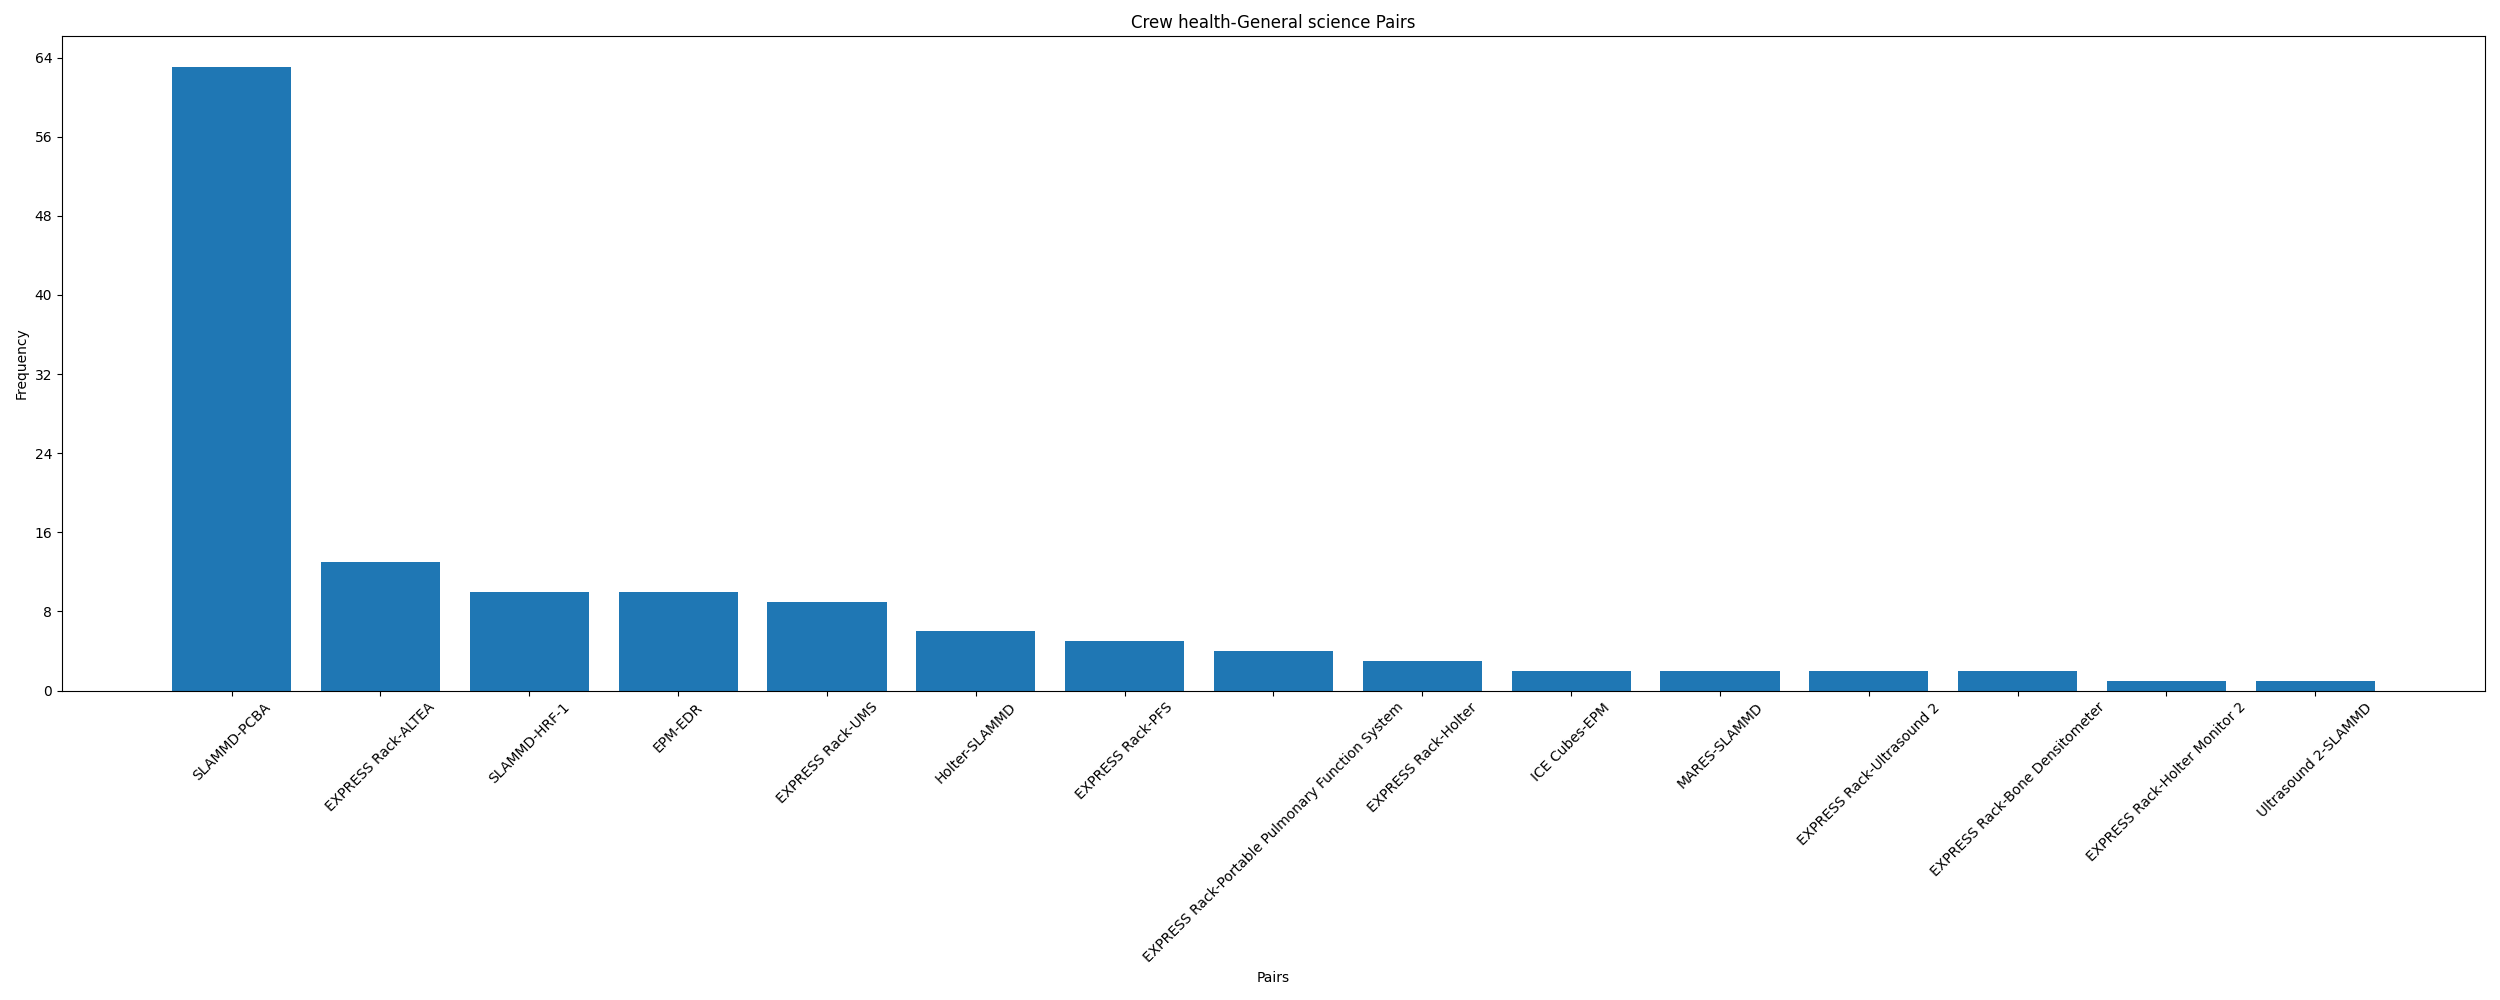 Crew health-General science Pairs
Frequency
64
56
48
40
32
24
16
8
0
SLAMMD-PCBA
EXPRESS Rack-ALTEA
SLAMMD-HRF-1
EPM-EDR
EXPRESS Rack-UMS
Holter-SLAMMD
EXPRESS Rack-PFS
EXPRESS Rack-Portable Pulmonary Function System
EXPRESS Rack-Holter
ICE Cubes-EPM
MARES-SLAMMD
EXPRESS Rack-Ultrasound 2
EXPRESS Rack-Bone Densitometer
EXPRESS Rack-Holter Monitor 2
Ultrasound 2-SLAMMD
Pairs